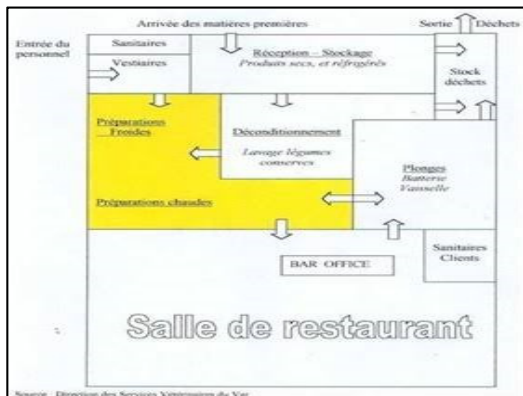 Arrivée des matières premières
Sortie Déchets
Entrée du
personnel
Sanitaires
Vestiaires
Réception – Stockage
Produits secs, et réfrigérés
Stock
déchets
Préparations
Froides
Déconditionnement
Lavage légumes
conserves
Plonges
Batterie
Vaisselle
Préparations chaudes
Sanitaires
Clients
BAR OFFICE
Salle de restaurant
Source : Direction des Services Vétérinaires du Var